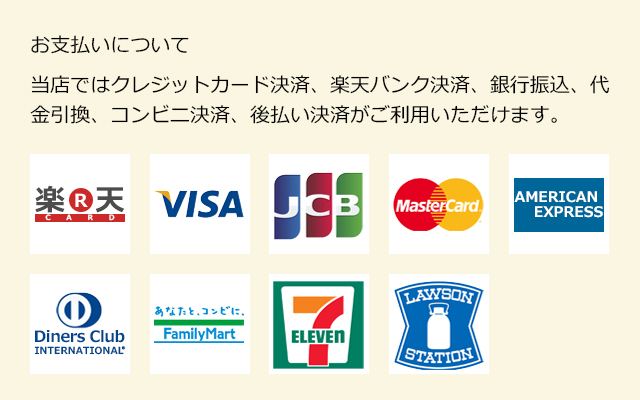 お支払いについて
当店ではクレジットカード決済、楽天バンク決済、銀行振込、代
金引換、コンビニ決済、後払い決済がご利用いただけます。
楽R天
CARD
VISA
JCB
MasterCard
AMERICAN
EXPRESS
Diners Club
INTERNATIONAL®
あなたと、コンビに、
FamilyMart
7
ELEVEN
LAWSON
STATION